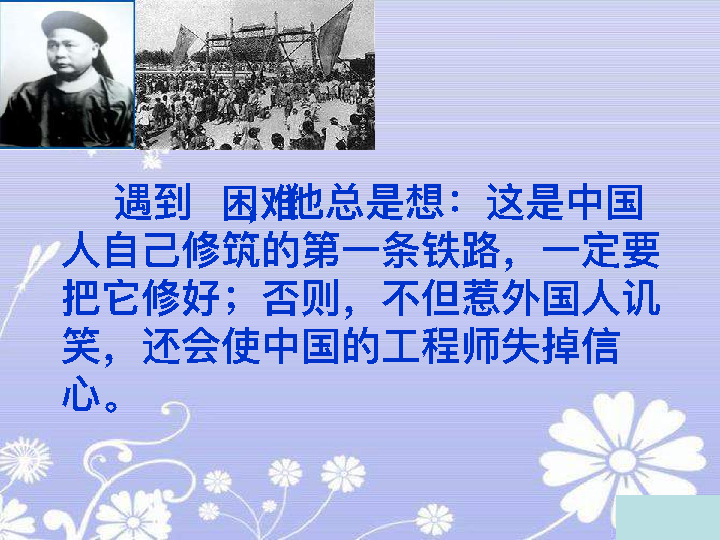 遇到 困难，他总是想：这是中国
人自己修筑的第一条铁路，一定要
把它修好；否则，不但惹外国人讥
笑，还会使中国的工程师失掉信
心。